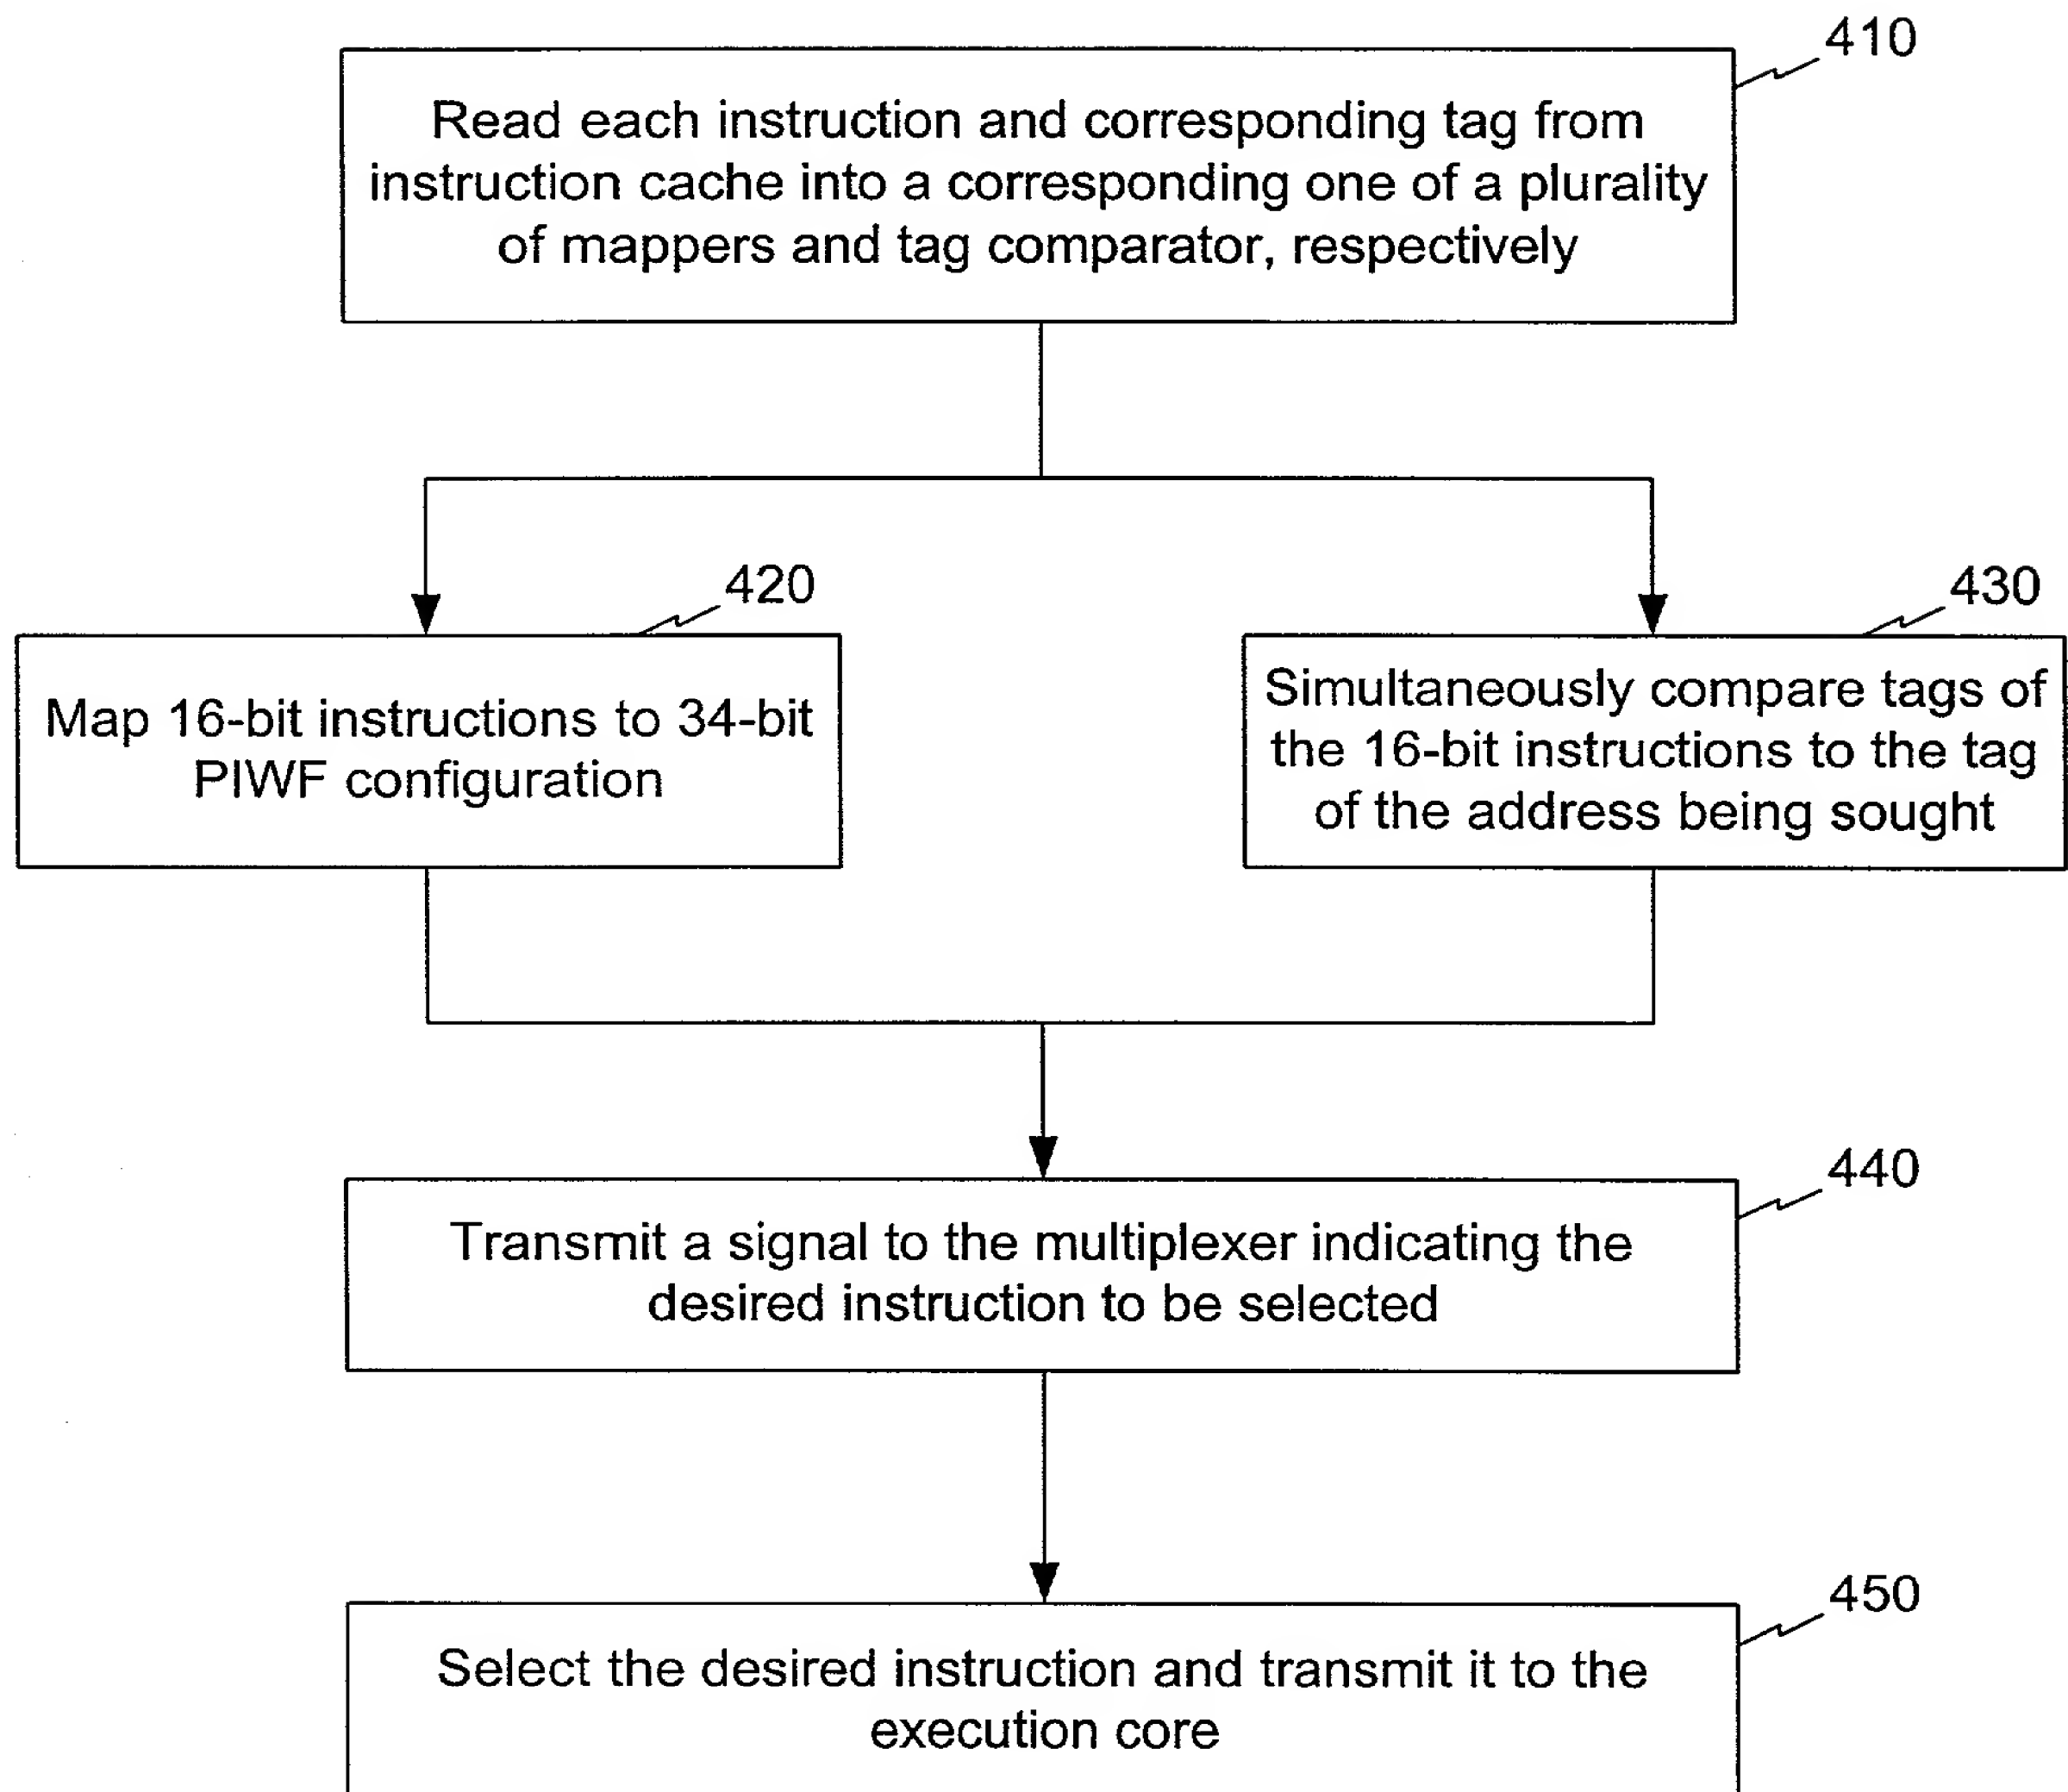 410
Read each instruction and corresponding tag from
instruction cache into a corresponding one of a plurality
of mappers and tag comparator, respectively
420
Map 16-bit instructions to 34-bit
PIWF configuration
430
Simultaneously compare tags of
the 16-bit instructions to the tag
of the address being sought
440
Transmit a signal to the multiplexer indicating the
desired instruction to be selected
450
Select the desired instruction and transmit it to the
execution core